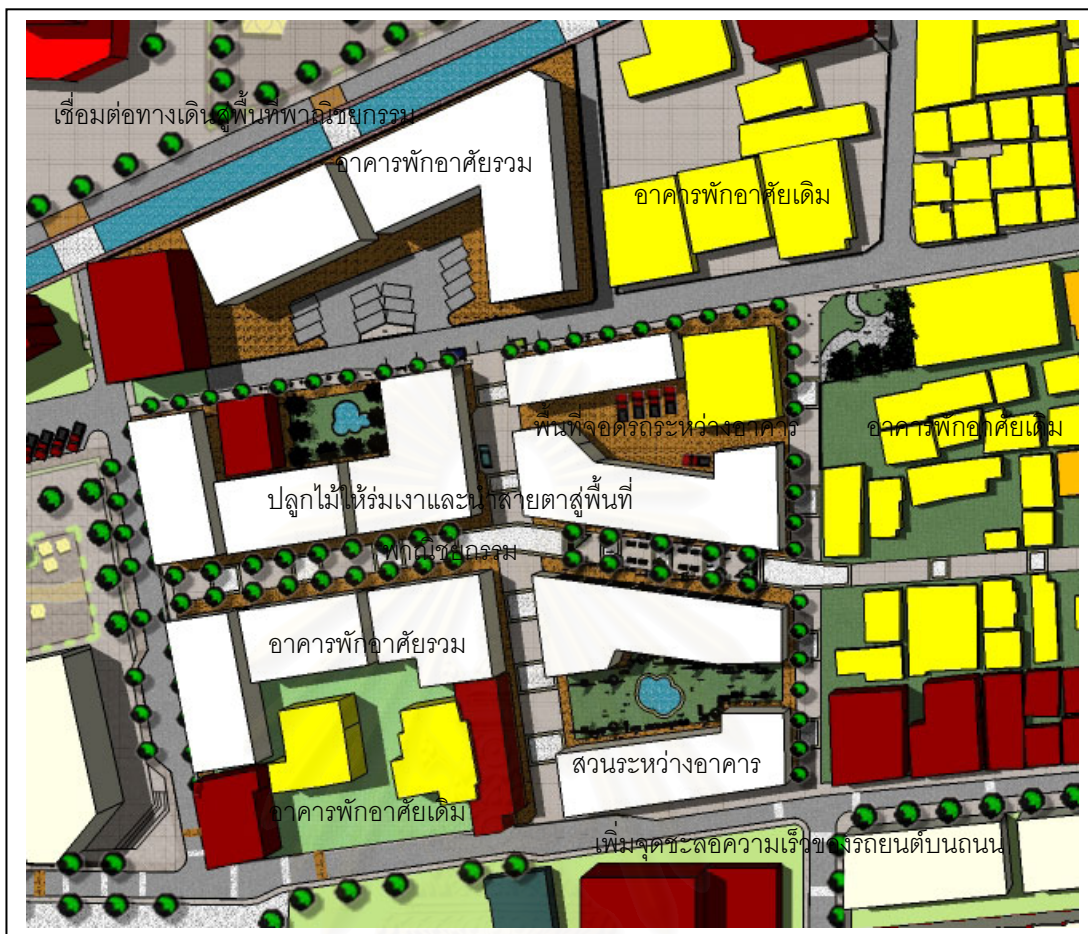 เชื่อมต่อทางเดินสู่พื้นที่พาณิชยกรรม
อาคารพักอาศัยรวม
อาคารพักอาศัยเดิม
พื้นที่จอดรถระหว่างอาคาร
อาคารพักอาศัยเดิม
ปลูกไม้ให้ร่มเงาและนำสายตาสู่พื้นที่
พาณิชยกรรม
อาคารพักอาศัยรวม
สวนระหว่างอาคาร
อาคารพักอาศัยเดิม
เพิ่มจุดชะลอความเร็วของรถยนต์บนถนน